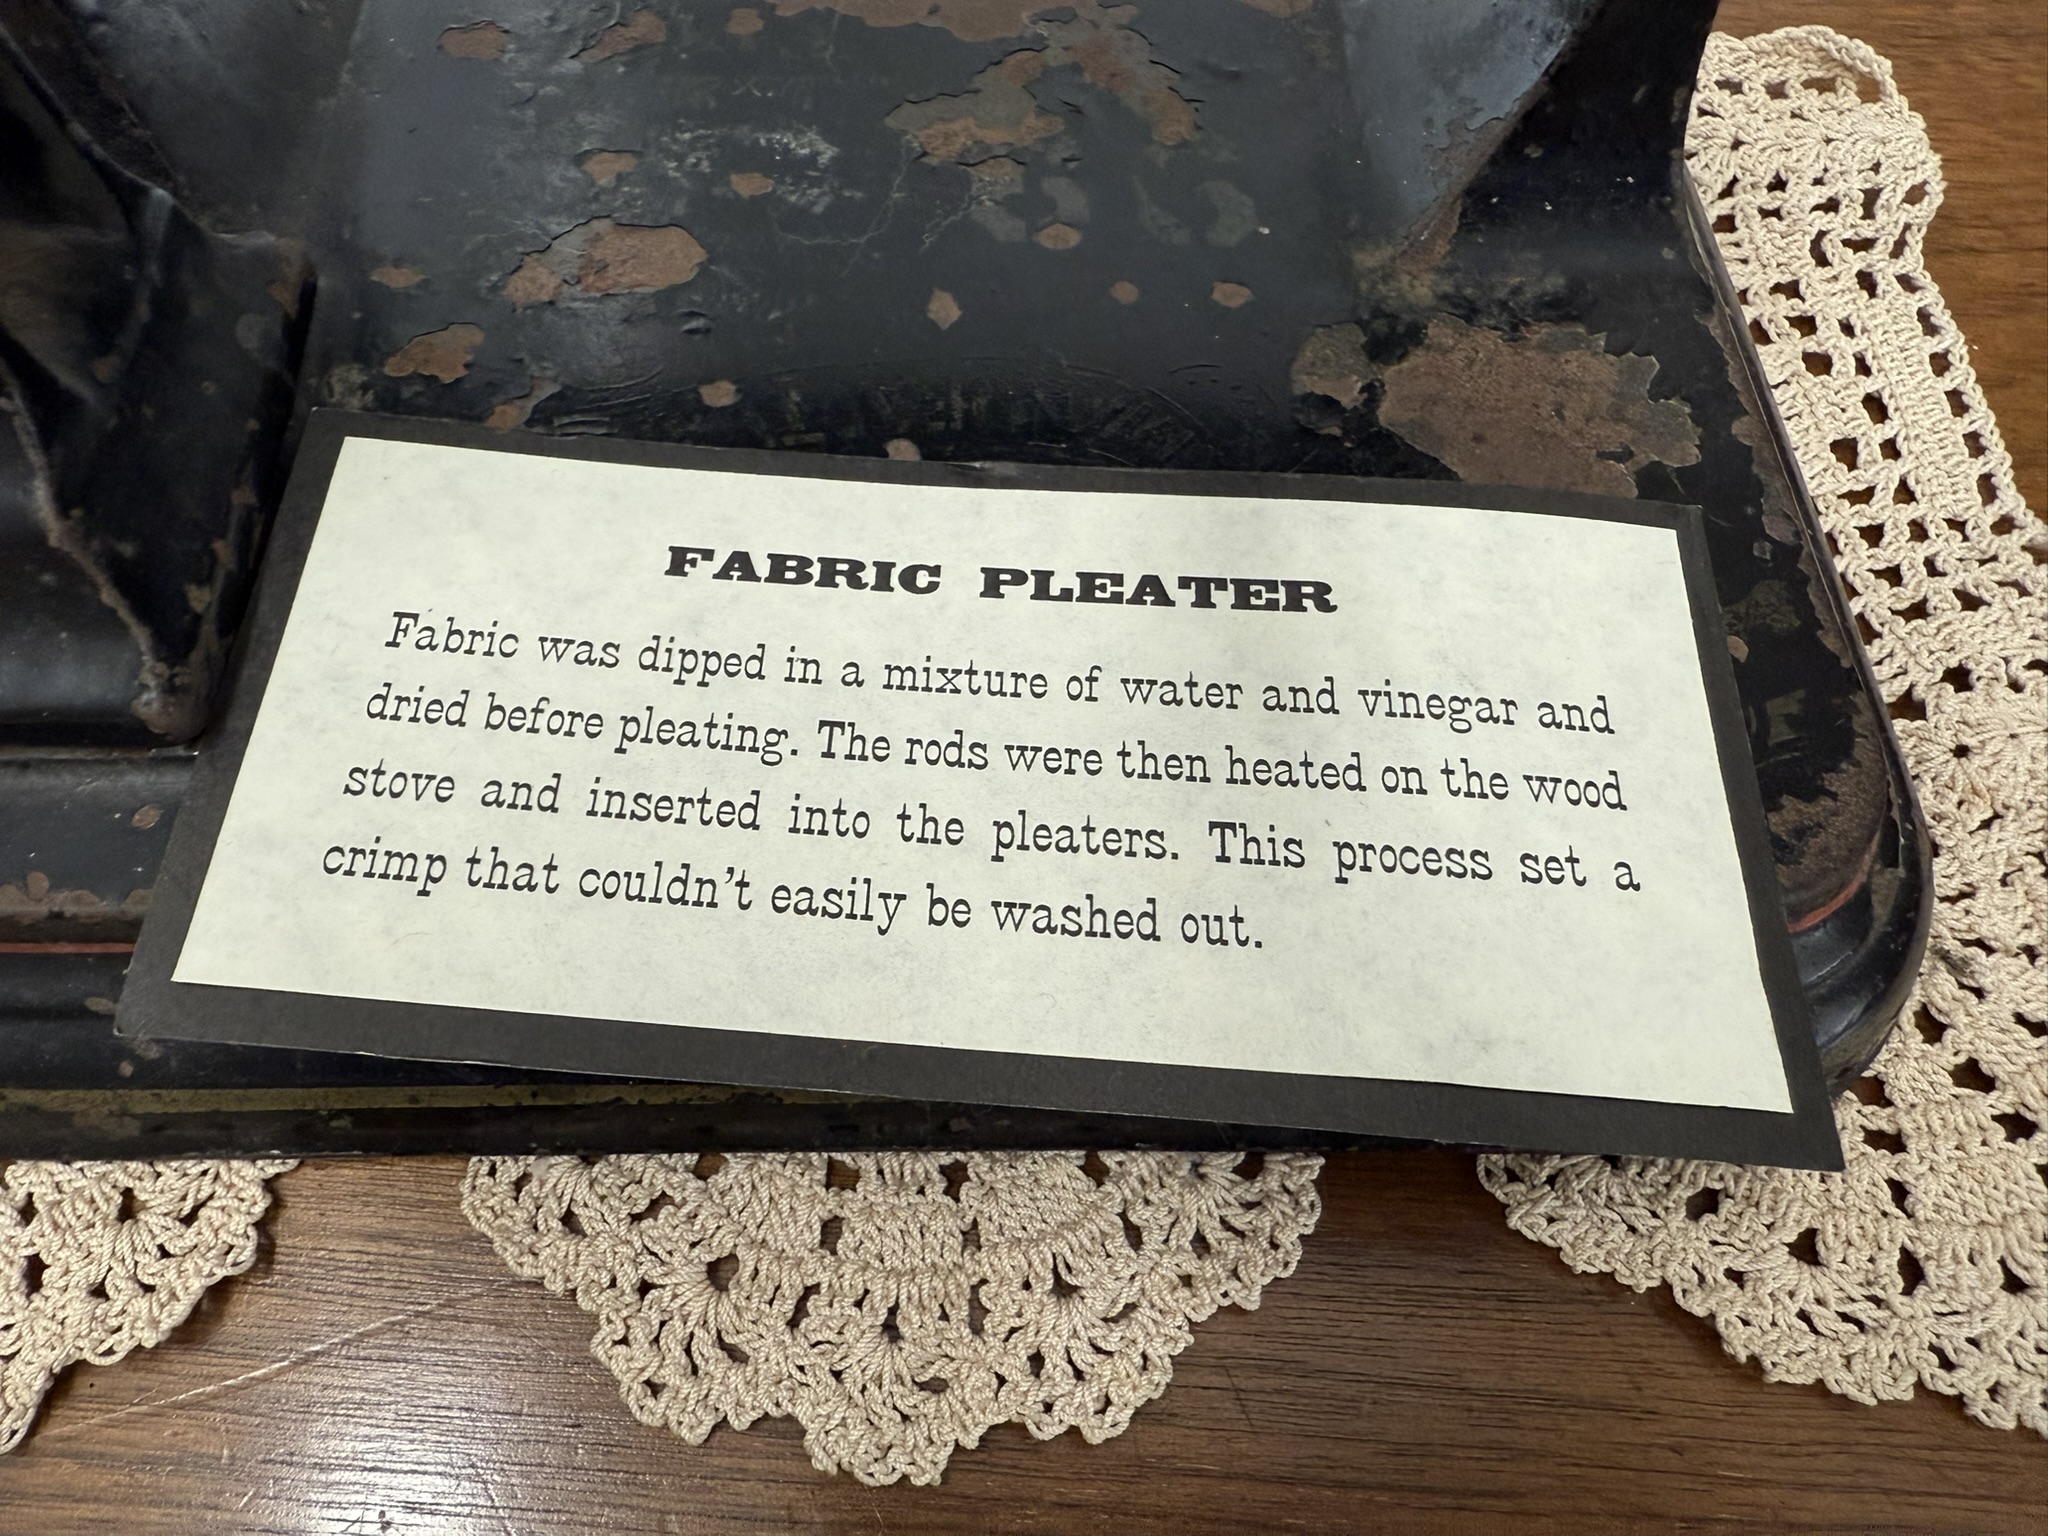 FABRIC PLEATER
Fabric was dipped in a mixture of water and vinegar and
dried before pleating. The rods were then heated on the wood
stove and inserted into the pleaters. This process set a
crimp that couldn't easily be washed out.